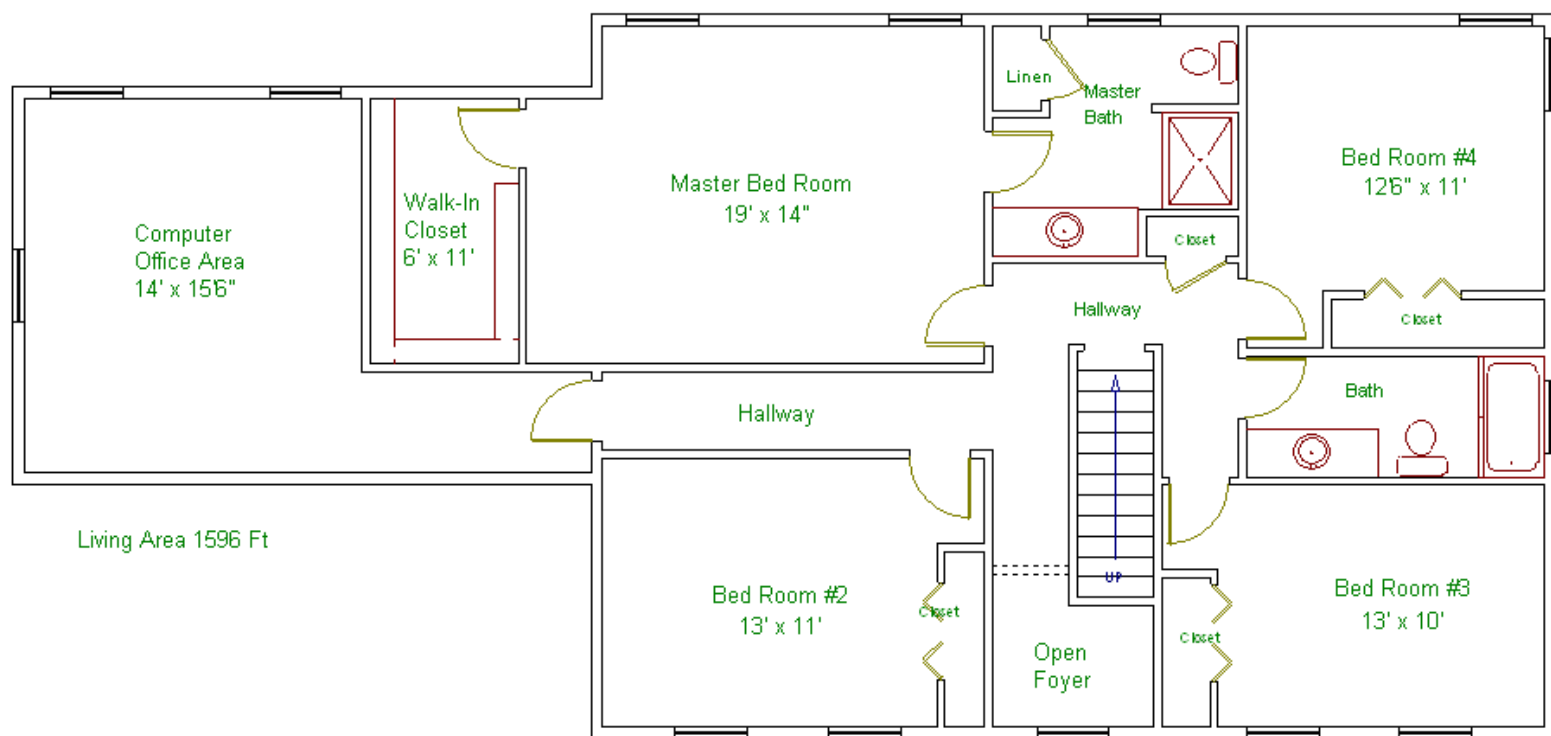 Linen
Master
Bath
Bed Room #4
12'6" x 11'
Master Bed Room
19' x 14"
Walk-In
Closet
6' x 11'
Computer
Office Area
14' x 15'6"
Closet
Hallway
Closet
Bath
Hallway
Living Area 1596 Ft
UP
Bed Room #2
13' x 11'
Closet
Bed Room #3
13' x 10'
Closet
Open
Foyer